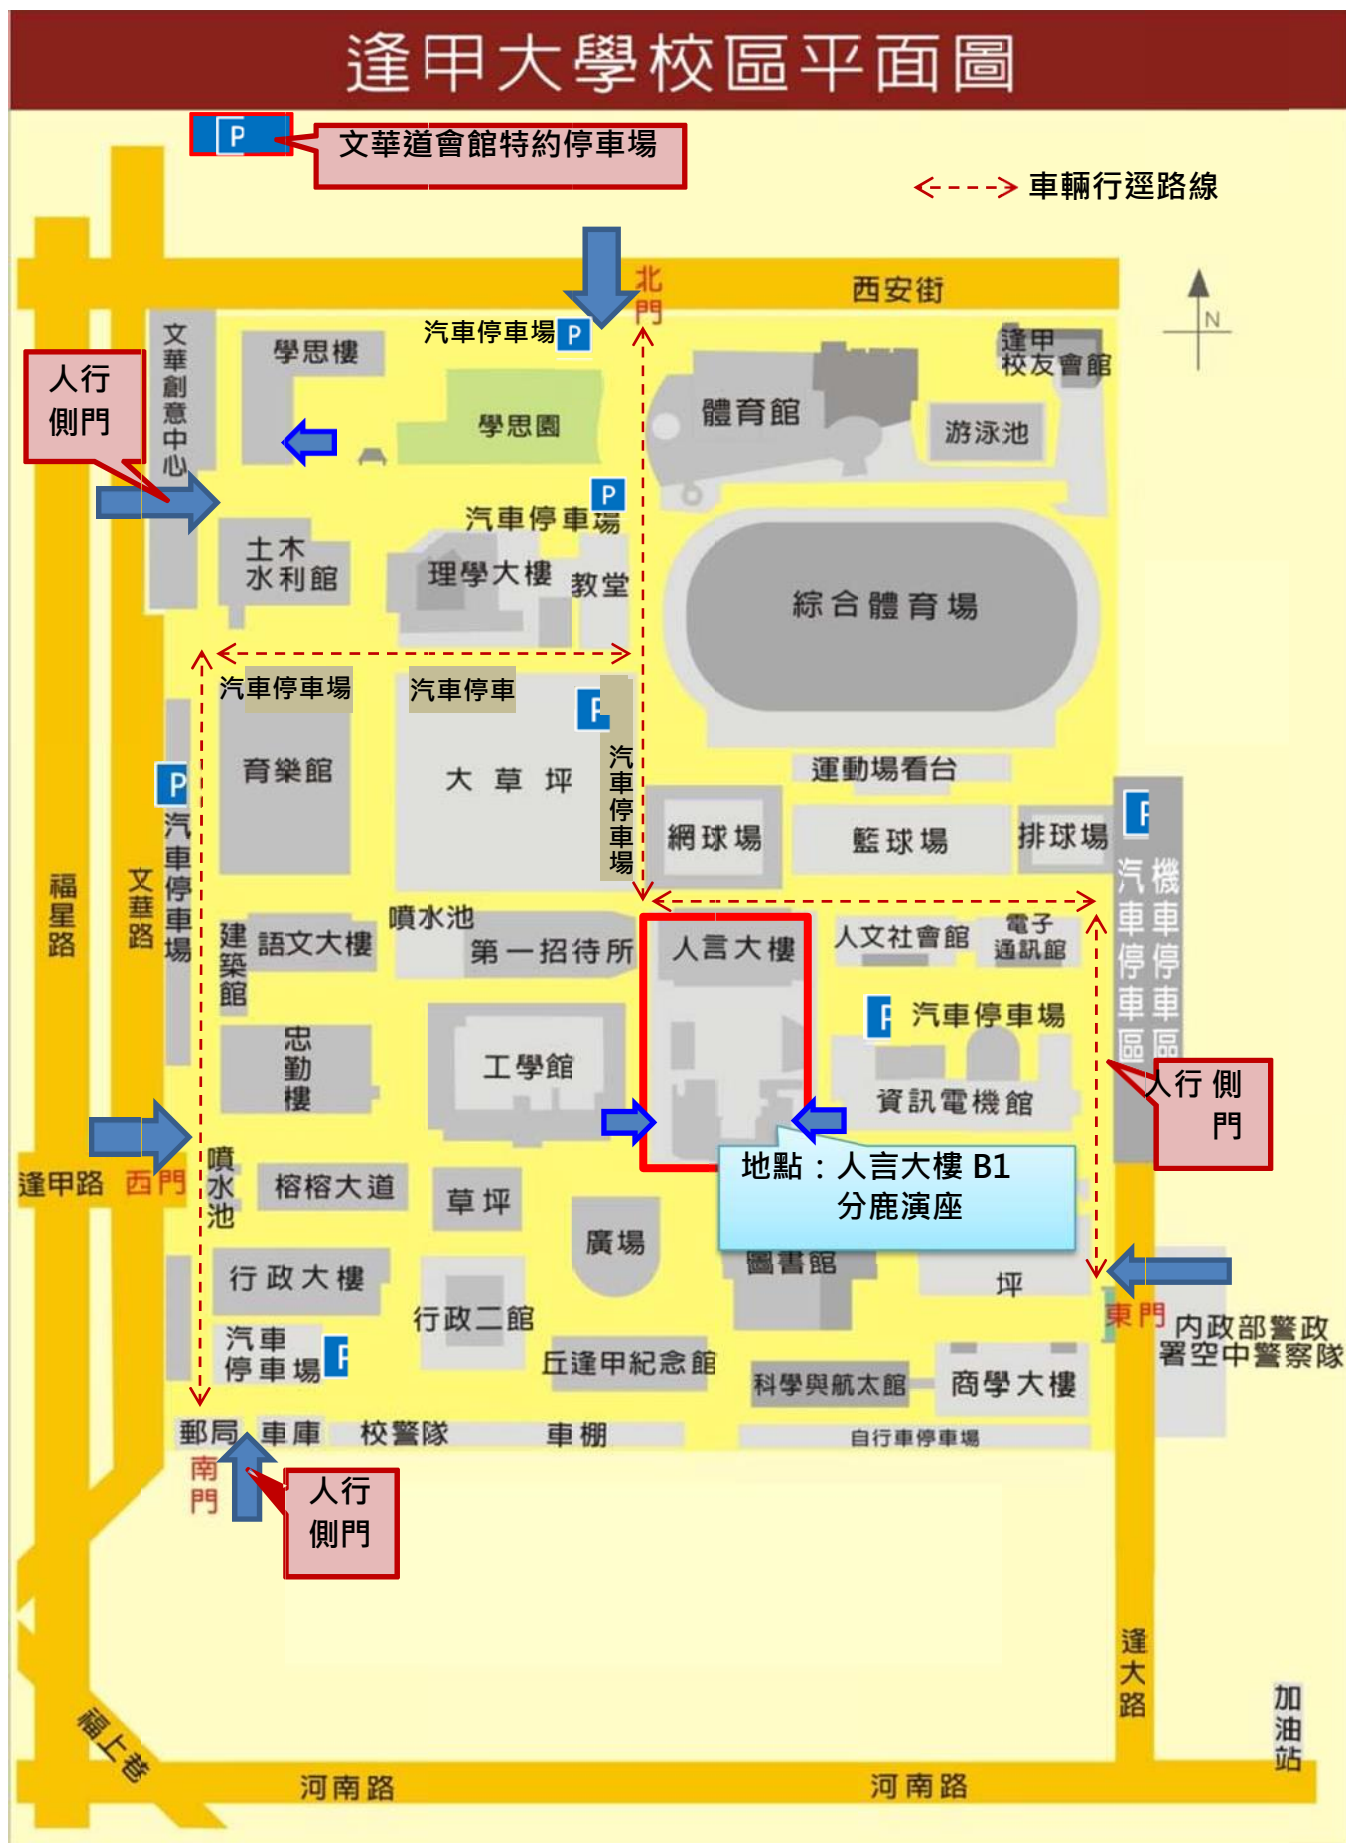 逢甲大學校區平面圖
P
文華道會館特約停車場
車輛行逕路線
西安街
北門
N
文華創意中心
學思樓
汽車停車場
P
逢甲
校友會館
人行
側門
學思園
體育館
游泳池
P
汽車停車場
土木
水利館
理學大樓
教堂
綜合體育場
汽車停車場
汽車停車
P
汽車停車場
育樂館
大草坪
運動場看台
P
汽車停車場
網球場
籃球場
排球場
P
汽車停車區
機車停車區
福星路
文華路
建築館
語文大樓
噴水池
第一招待所
人言大樓
人文社會館
電子
通訊館
P
汽車停車場
忠勤樓
工學館
資訊電機館
人行側
門
地點：人言大樓 B1
分鹿演座
逢甲路
西門
噴水池
榕榕大道
草坪
廣場
圖書館
坪
行政大樓
行政二館
東門
內政部警政
署空中警察隊
汽車
停車場
P
丘逢甲紀念館
科學與航太館
商學大樓
郵局
車庫
校警隊
車棚
自行車停車場
南門
人行
側門
逢大路
加油站
福上巷
河南路
河南路